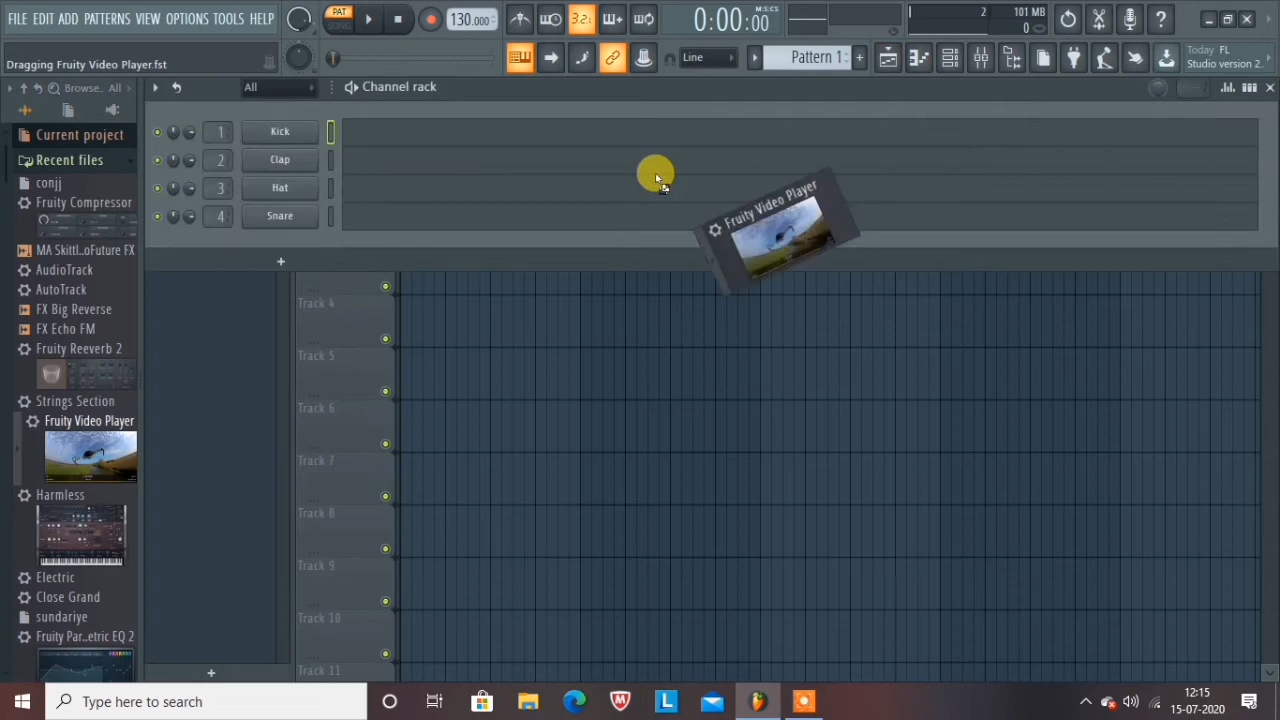 FILE EDIT ADD PATTERNS VIEW OPTIONS TOOLS HELP
PAT
SONG
130.000
3.2:
0:00:00
M:S:CS
2
101 MB
0
Dragging Fruity Video Player.fst
Line
Pattern 1
Today FL
Studio version 2..
Browse..
All
All
Channel rack
Current project
Recent files
conjj
Fruity Compressor
MA Skittl..oFuture FX
AudioTrack
AutoTrack
FX Big Reverse
FX Echo FM
Fruity Reeverb 2
Strings Section
Fruity Video Player
Harmless
Electric
Close Grand
sundariye
Fruity Par..etric EQ 2
1 Kick
2 Clap
3 Hat
4 Snare
+
Fruity Video Player
Track 4
Track 5
Track 6
Track 7
Track 8
Track 9
Track 10
Track 11
+
Type here to search
12:15
15-07-2020